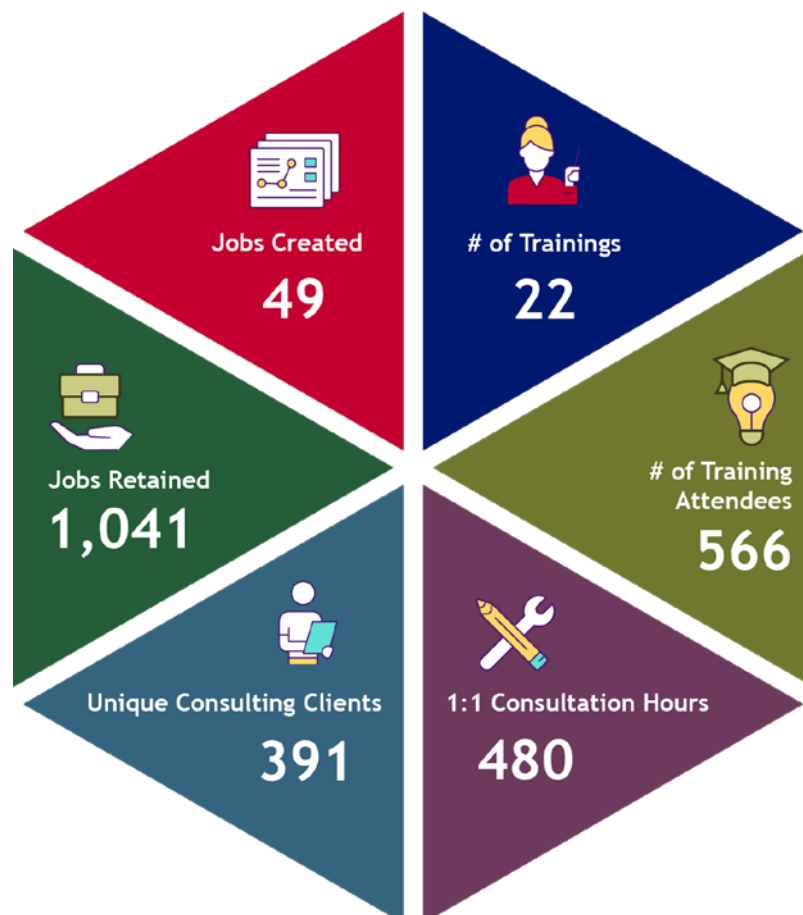 Jobs Created
49
# of Trainings
22
Jobs Retained
1,041
# of Training
Attendees
566
Unique Consulting Clients
391
1:1 Consultation Hours
480